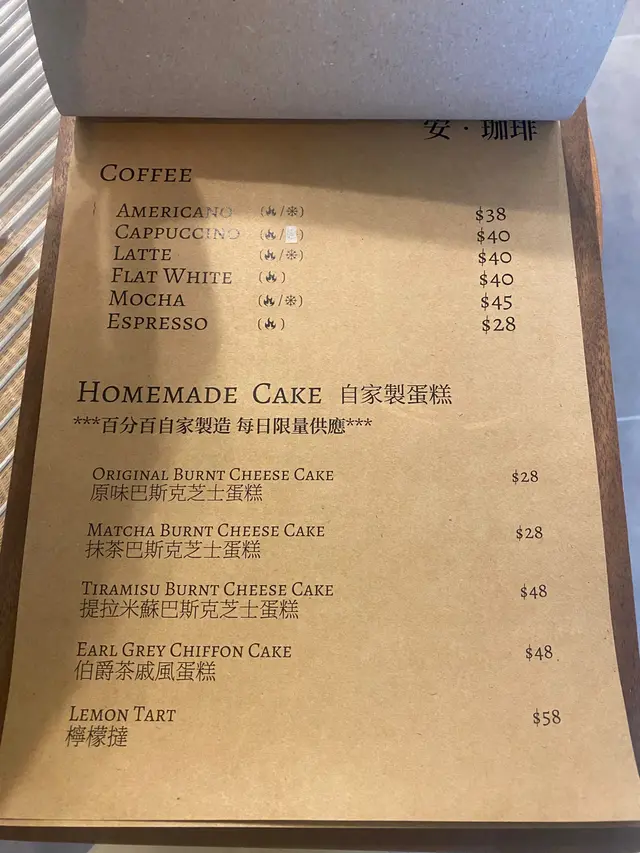 安·珈琲
COFFEE
AMERICANO (🔥/❄) $38
CAPPUCCINO (🔥/) $40
LATTE (🔥/❄) $40
FLAT WHITE (🔥) $40
MOCHA (🔥/❄) $45
ESPRESSO (🔥) $28
HOMEMADE CAKE 自家製蛋糕
***百分百自家製造 每日限量供應***
ORIGINAL BURNT CHEESE CAKE $28
原味巴斯克芝士蛋糕
MATCHA BURNT CHEESE CAKE $28
抹茶巴斯克芝士蛋糕
TIRAMISU BURNT CHEESE CAKE $48
提拉米蘇巴斯克芝士蛋糕
EARL GREY CHIFFON CAKE $48
伯爵茶戚風蛋糕
LEMON TART $58
檸檬撻